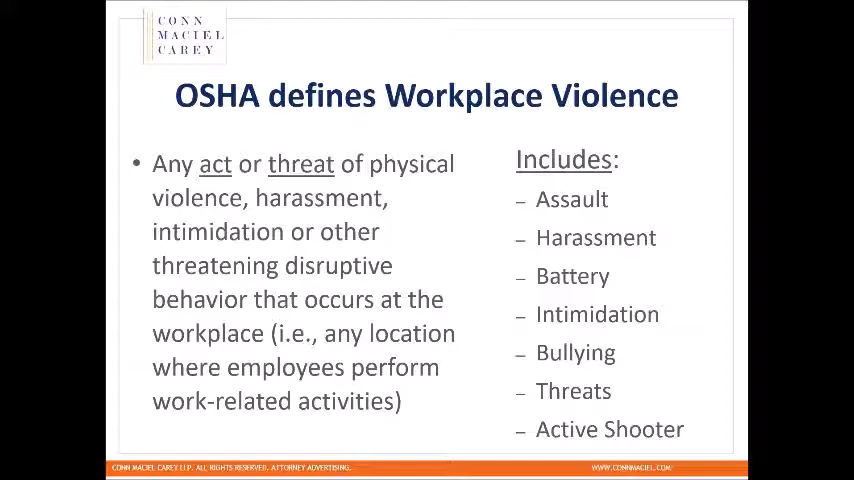 CONN
MACIEL
CAREY
OSHA defines Workplace Violence
• Any act or threat of physical
violence, harassment,
intimidation or other
threatening disruptive
behavior that occurs at the
workplace (i.e., any location
where employees perform
work-related activities)
Includes:
– Assault
– Harassment
– Battery
– Intimidation
– Bullying
– Threats
– Active Shooter
CONN MACIEL CAREY LLP. ALL RIGHTS RESERVED. ATTORNEY ADVERTISING.
WWW.CONNMACIEL.COM